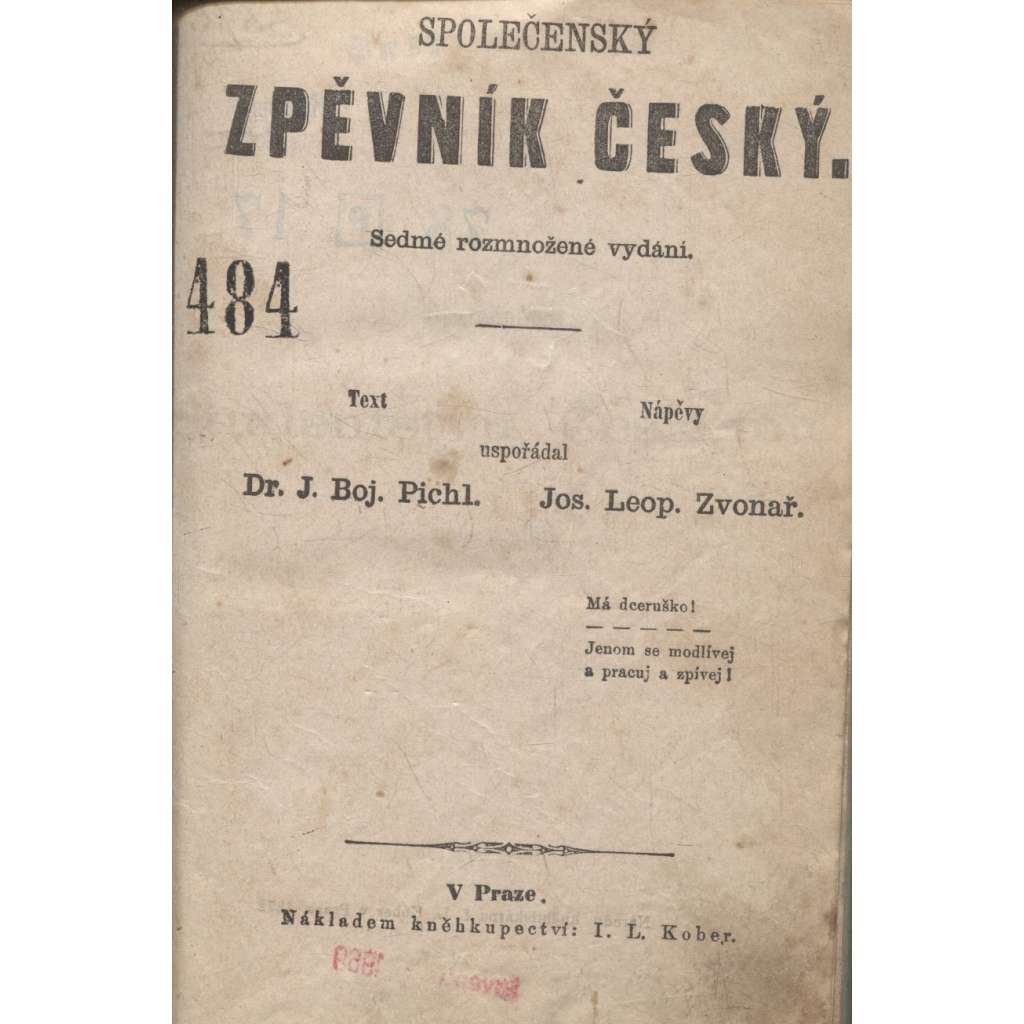 SPOLEČENSKÝ
ZPĚVNÍK ČESKÝ.
Sedmé rozmnožené vydání.
484
Text Nápěvy
uspořádal
Dr. J. Boj. Pichl. Jos. Leop. Zvonař.
Má dceruško!
— — — — —
Jenom se modlívej
a pracuj a zpívej!
V Praze.
Nákladem kněhkupectví: I. L. Kober.